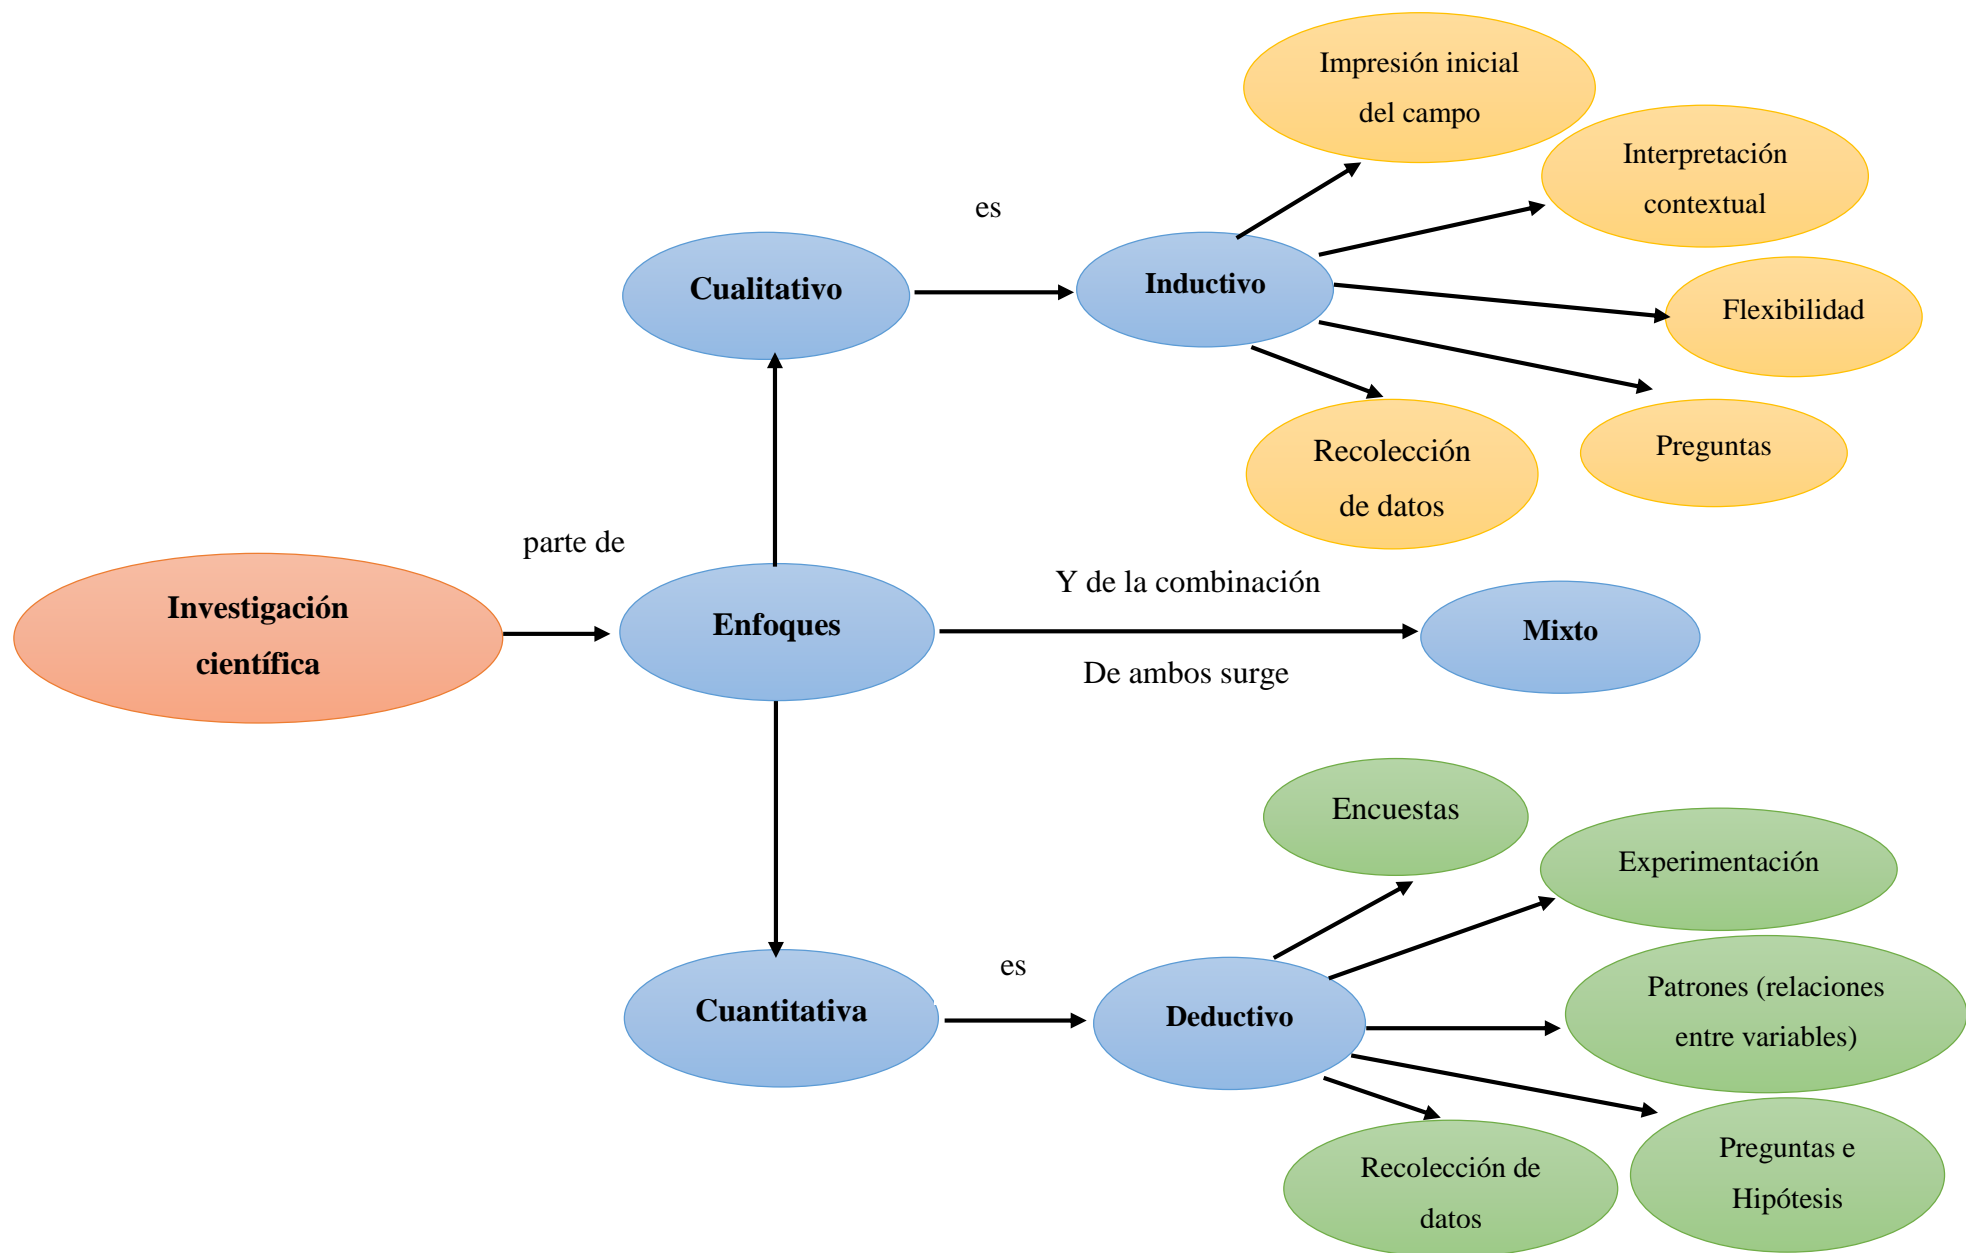 Impresión inicial
del campo
Interpretación
contextual
es
Cualitativo
Inductivo
Flexibilidad
Preguntas
Recolección
de datos
parte de
Investigación
científica
Enfoques
Y de la combinación
De ambos surge
Mixto
Encuestas
Experimentación
es
Cuantitativa
Deductivo
Patrones (relaciones
entre variables)
Preguntas e
Hipótesis
Recolección de
datos